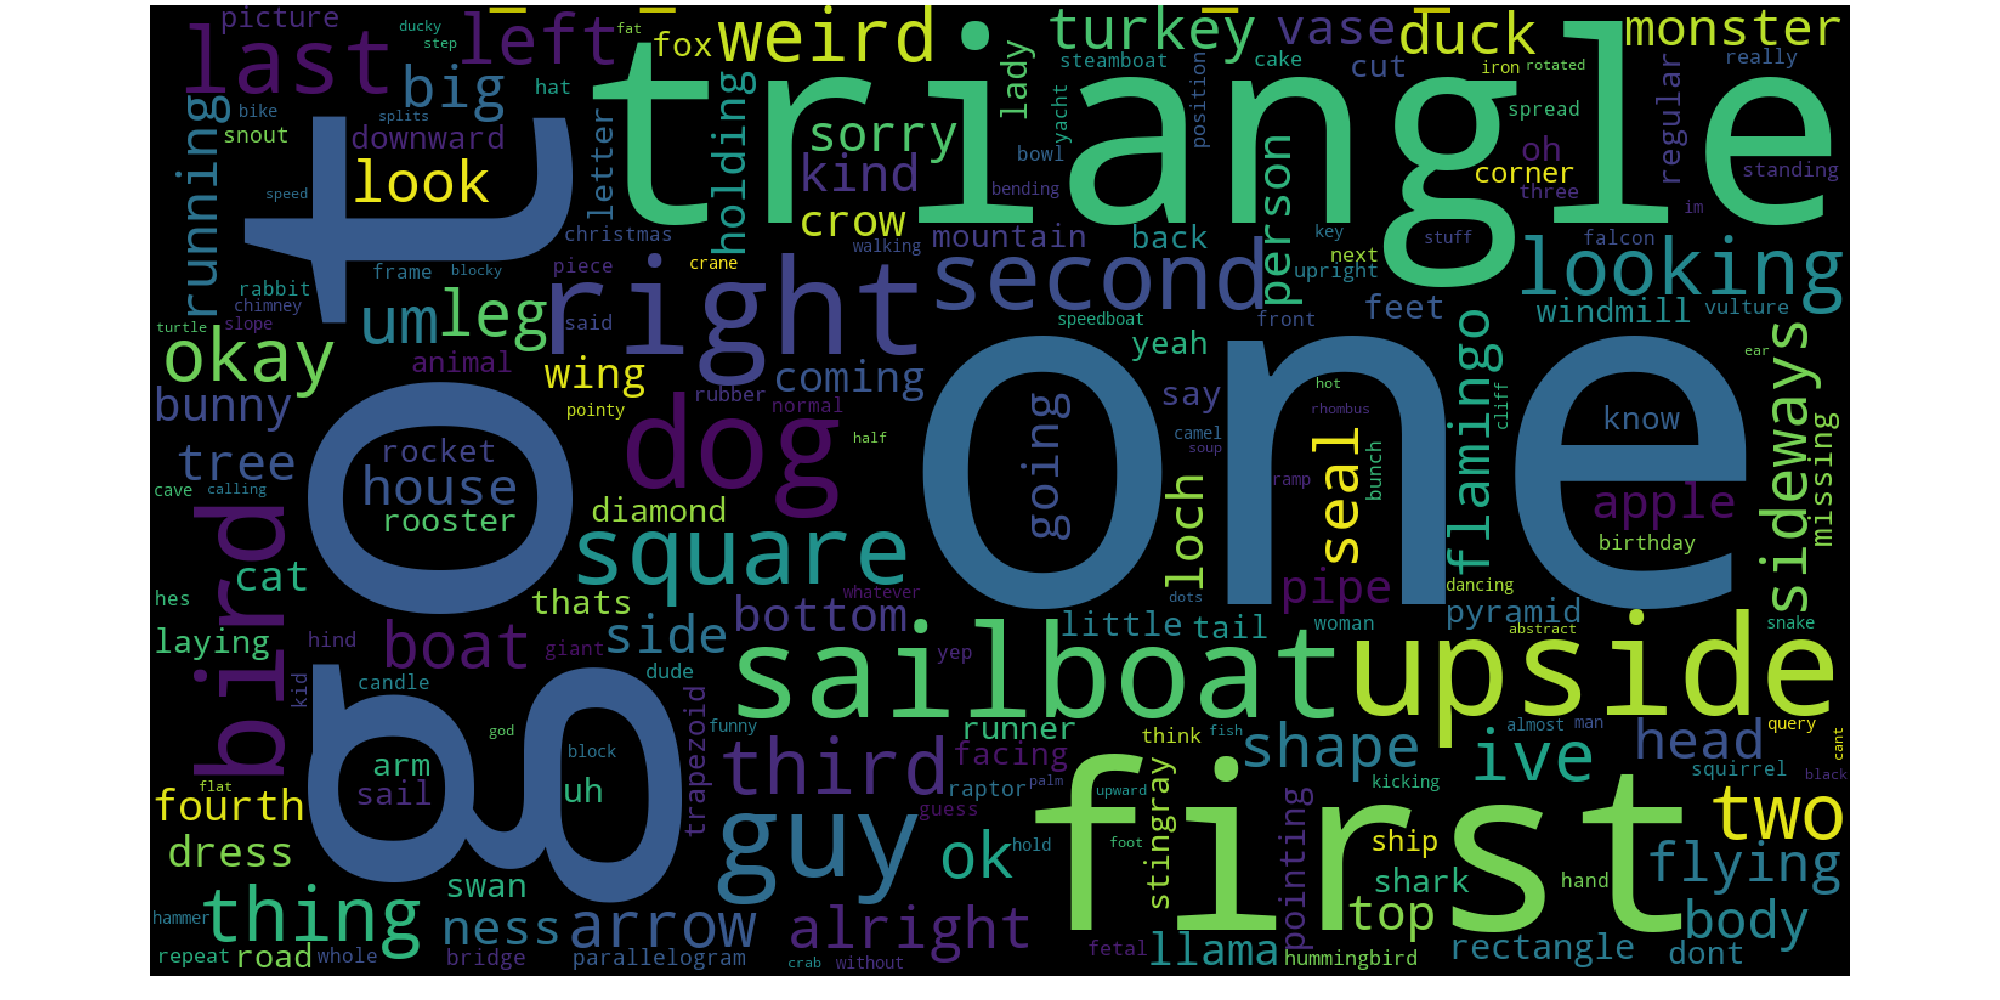 picture
ducky
step
last
left
fat
fox
weird
turkey
vase
duck
monster
big
hat
lady
steamboat
cake
cut
iron
rotated
really
triangle
running
bike
splits
snout
downward
look
letter
holding
sorry
kind
crow
yacht
bowl
bending
position
person
spread
oh
corner
three
regular
standing
im
speed
got
christmas
walking
mountain
back
key
next
stuff
falcon
looking
frame
blocky
piece
crane
right
second
upright
rabbit
chimney
slope
turtle
um
leg
said
speedboat
front
feet
windmill
vulture
okay
animal
wing
coming
yeah
flamingo
sideways
ear
bunny
pointy
rubber
normal
dog
half
one
going
say
hot
rhombus
cliff
know
missing
tree
rocket
house
rooster
camel
soup
seal
bunch
ramp
apple
cave
calling
diamond
loch
birthday
bird
square
cat
hes
thats
whatever
dots
pipe
dancing
pyramid
laying
hind
boat
giant
side
bottom
little
tail
woman
abstract
snake
kid
candle
dude
sailboat
yep
upside
god
trapezoid
funny
runner
think
fish
shape
almost
man
query
cant
arm
block
third
facing
ive
head
squirrel
black
flat
sail
uh
raptor
palm
upward
kicking
fourth
guy
guess
first
stingray
pointing
two
dress
ok
hold
foot
ship
flying
swan
shark
hand
hammer
thing
ness
arrow
alright
top
body
repeat
road
whole
bridge
parallelogram
crab
without
fetal
llama
hummingbird
rectangle
dont